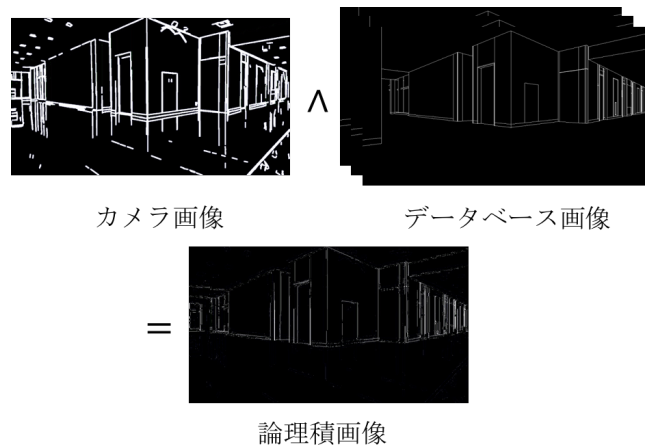 カメラ画像
∧
データベース画像
=
論理積画像